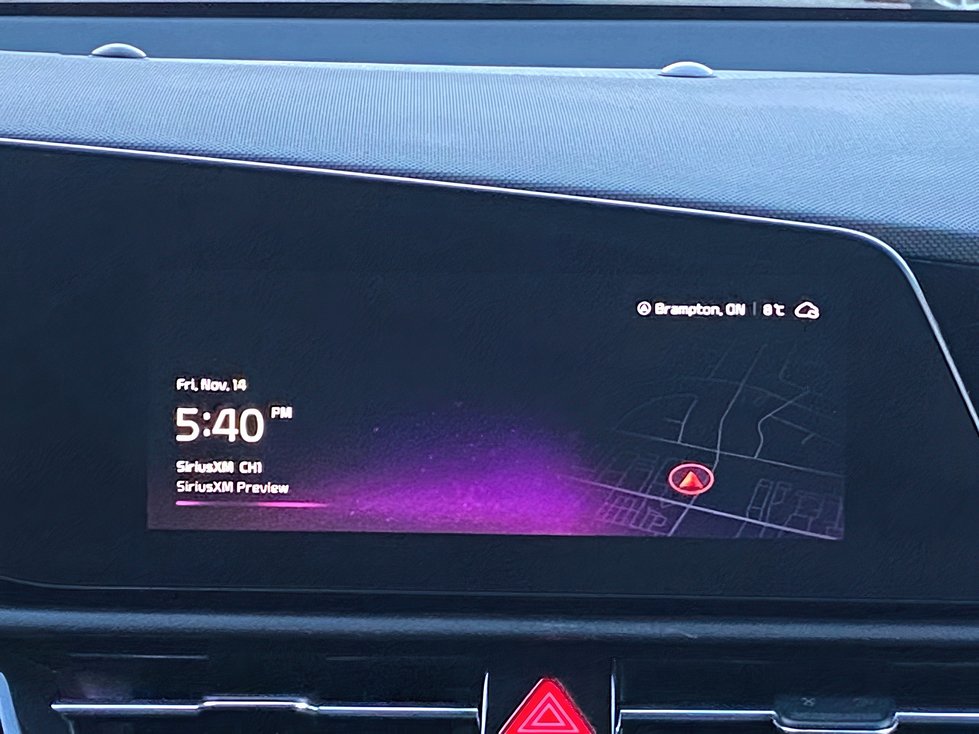 Brampton, ON | 8℃
Fri, Nov. 14
5:40 PM
SiriusXM CH1
SiriusXM Preview